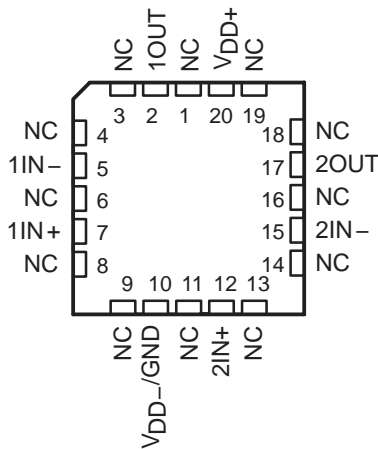 NC 1OUT NC VDD+ NC
3 2 1 20 19
NC 4 18 NC
1IN− 5 17 2OUT
NC 6 16 NC
1IN+ 7 15 2IN−
NC 8 14 NC
9 10 11 12 13
NC VDD−/GND NC 2IN+ NC